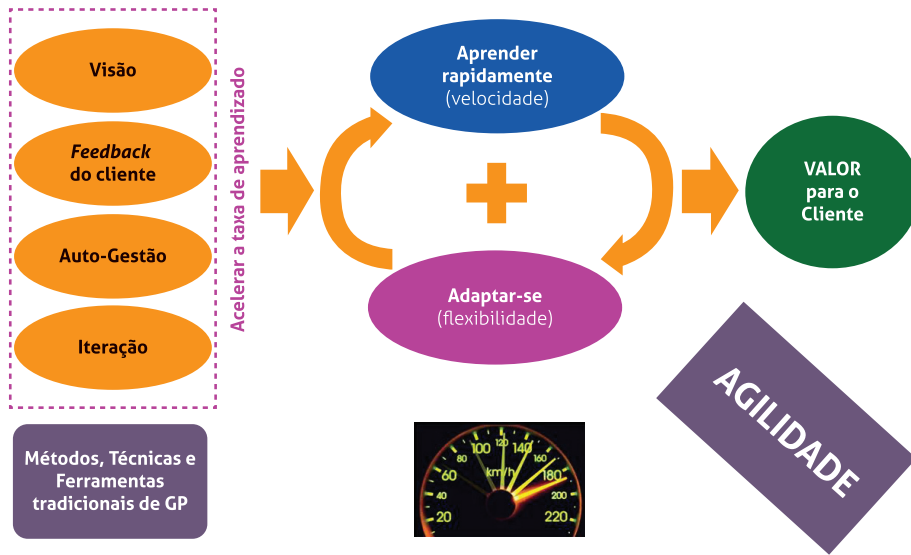 Visão
Feedback
do cliente
Auto-Gestão
Iteração
Acelerar a taxa de aprendizado
Métodos, Técnicas e
Ferramentas
tradicionais de GP
Aprender
rapidamente
(velocidade)
Adaptar-se
(flexibilidade)
VALOR
para o
Cliente
AGILIDADE
20
40
60
80
100
120
140
160
180
200
220
km/h